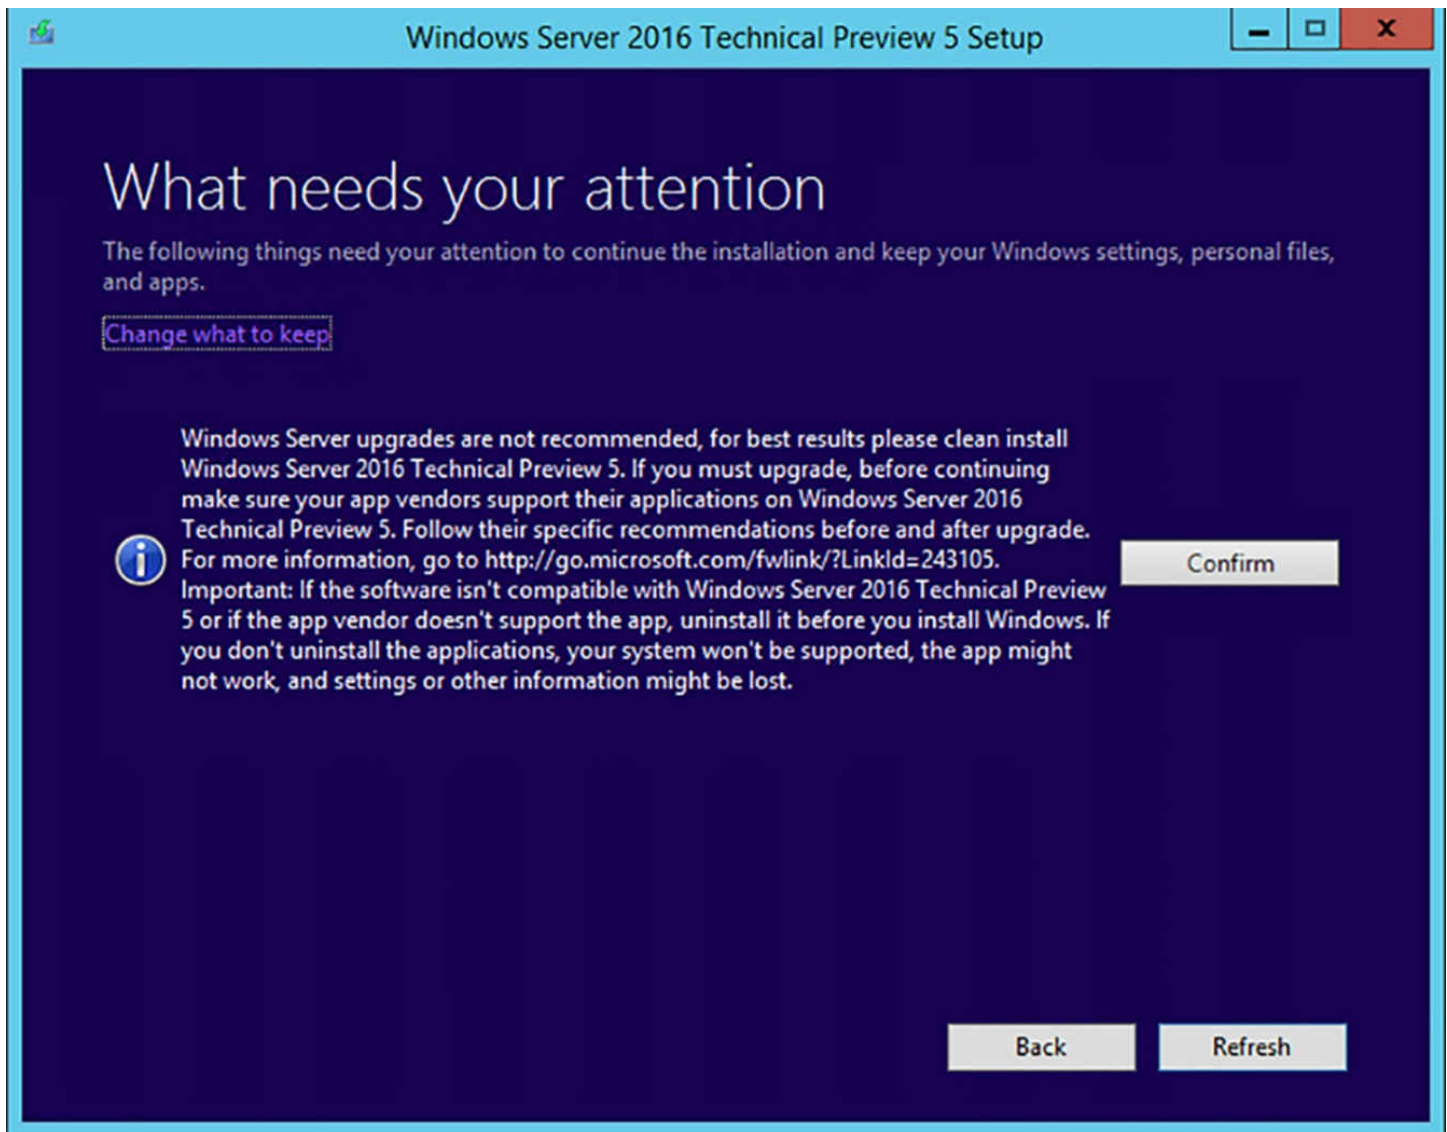 Windows Server 2016 Technical Preview 5 Setup
What needs your attention
The following things need your attention to continue the installation and keep your Windows settings, personal files,
and apps.
Change what to keep
Windows Server upgrades are not recommended, for best results please clean install
Windows Server 2016 Technical Preview 5. If you must upgrade, before continuing
make sure your app vendors support their applications on Windows Server 2016
Technical Preview 5. Follow their specific recommendations before and after upgrade.
For more information, go to http://go.microsoft.com/fwlink/?LinkId=243105.
Important: If the software isn't compatible with Windows Server 2016 Technical Preview
5 or if the app vendor doesn't support the app, uninstall it before you install Windows. If
you don't uninstall the applications, your system won't be supported, the app might
not work, and settings or other information might be lost.
Confirm
Back
Refresh